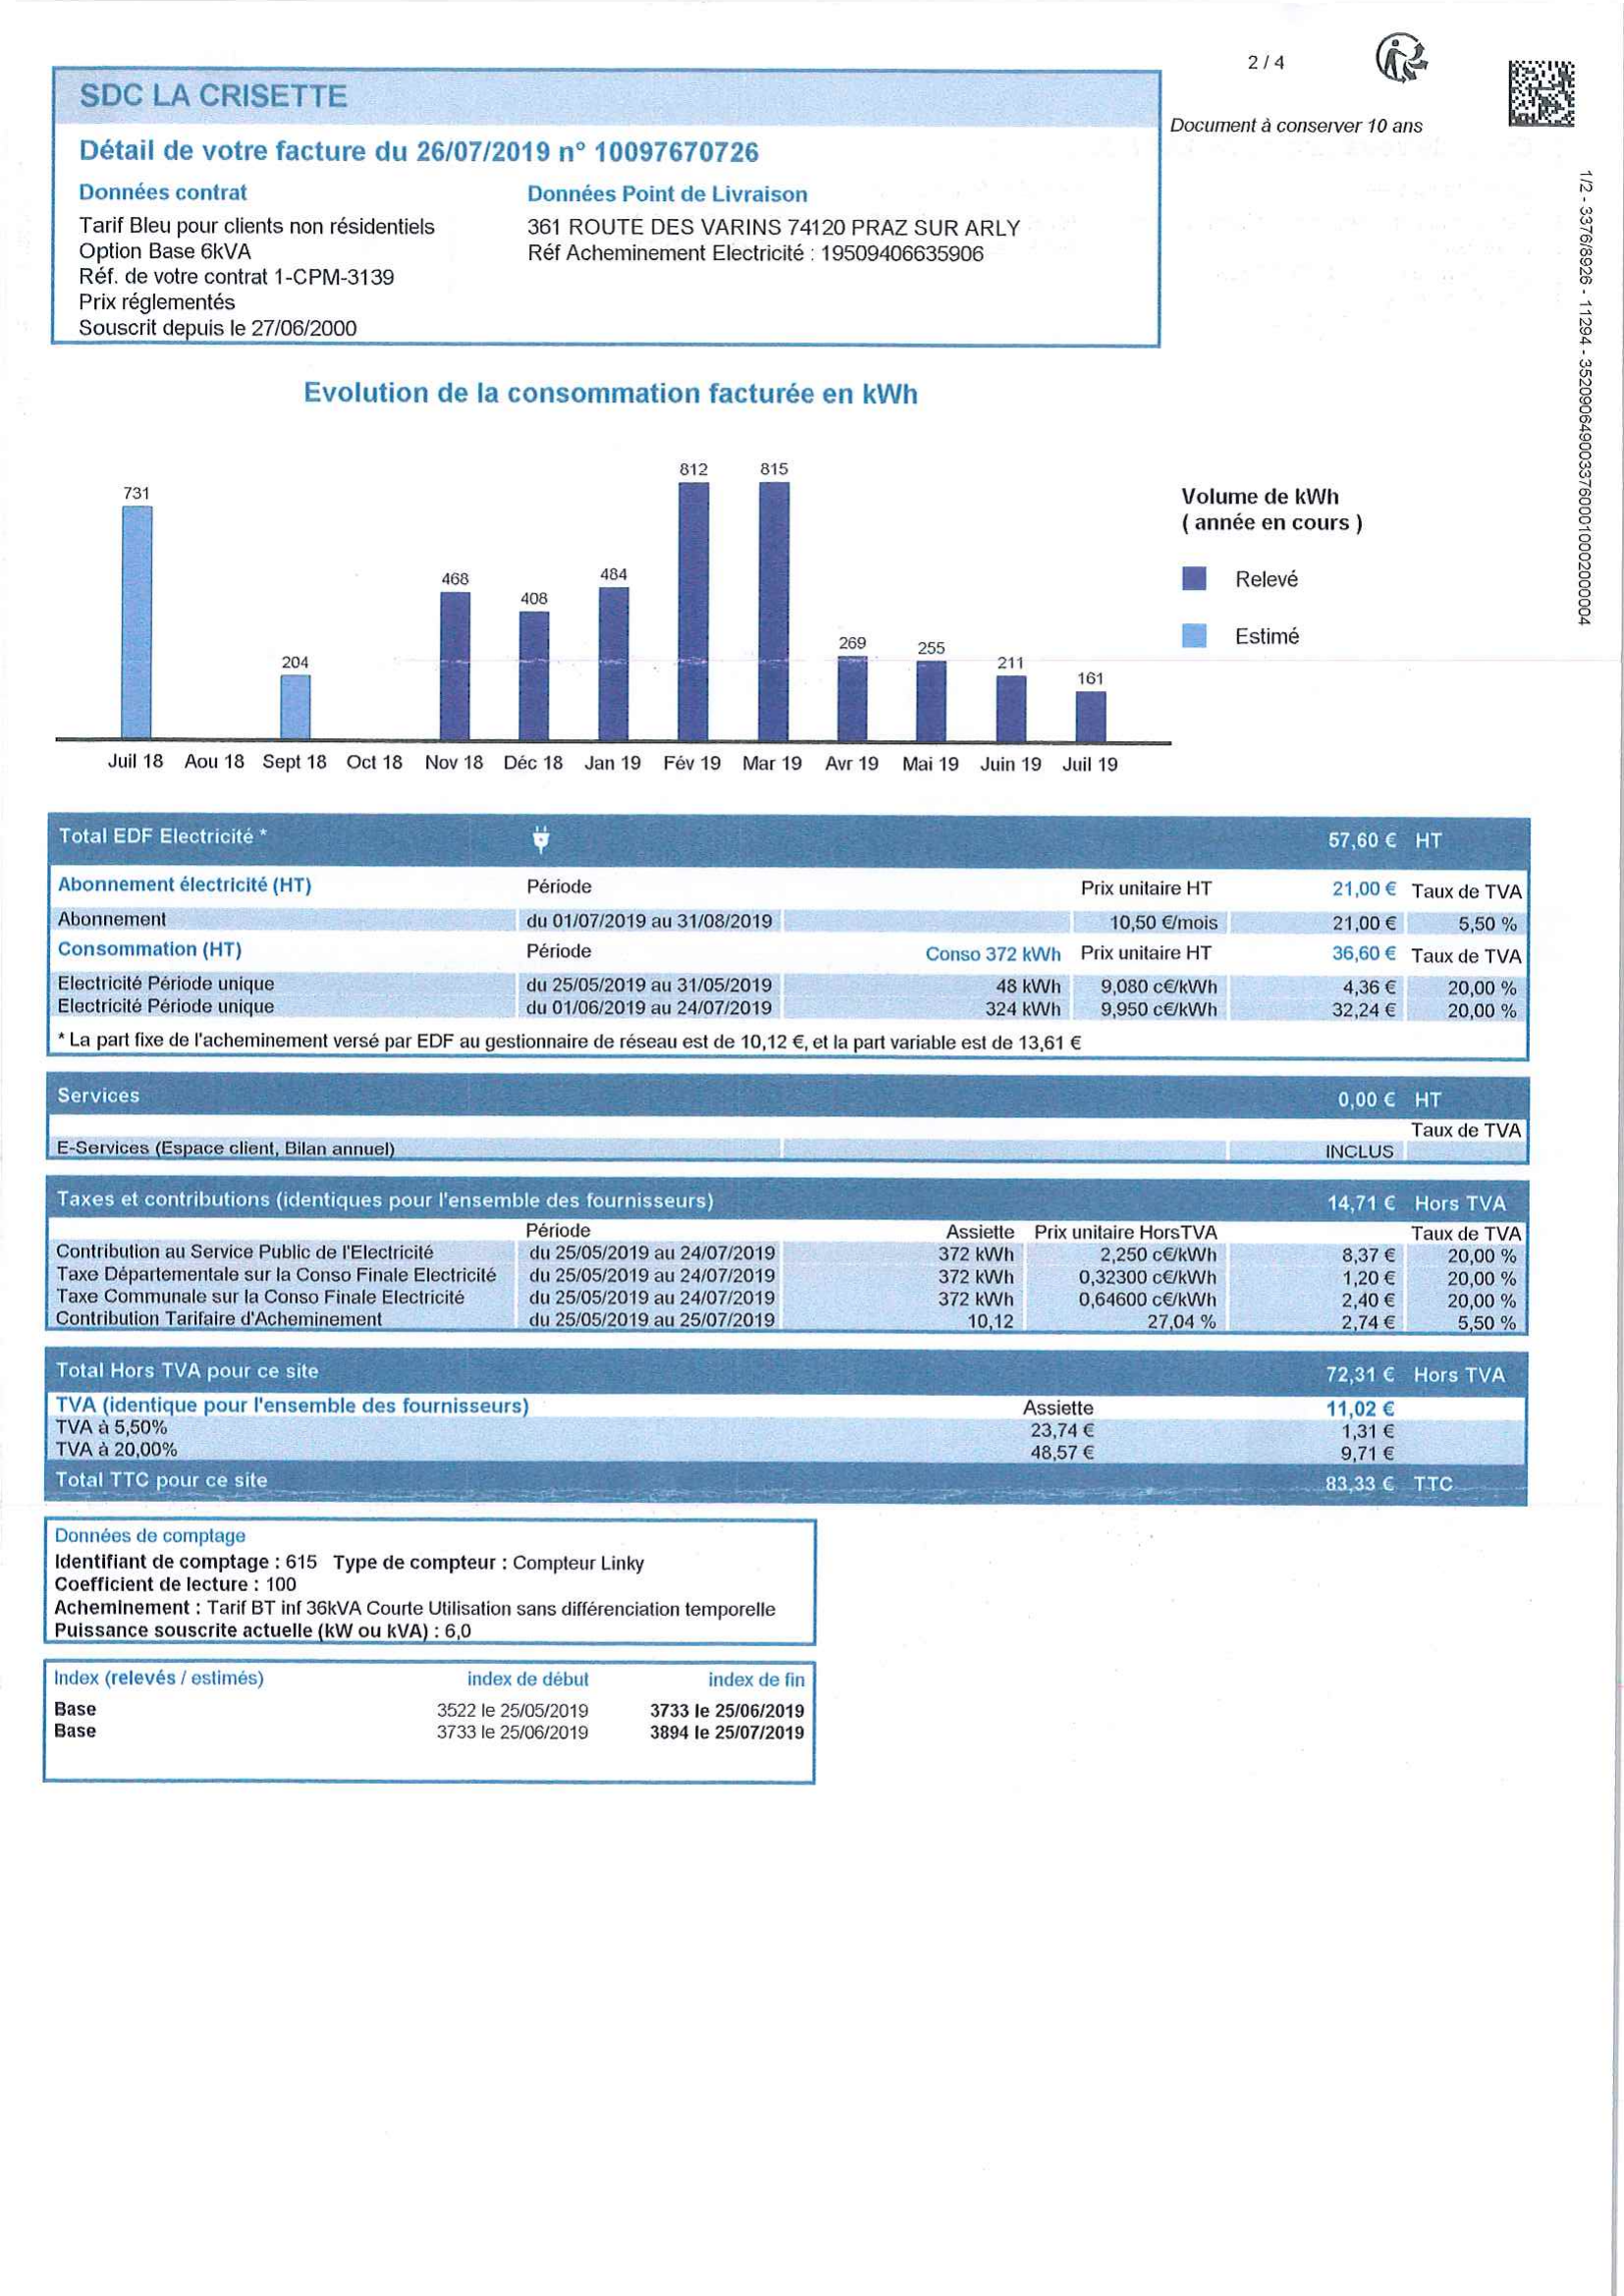 2 / 4
SDC LA CRISETTE
Document à conserver 10 ans
Détail de votre facture du 26/07/2019 n° 10097670726
Données contrat Données Point de Livraison
Tarif Bleu pour clients non résidentiels 361 ROUTE DES VARINS 74120 PRAZ SUR ARLY
Option Base 6kVA Réf Acheminement Electricité : 19509406635906
Réf. de votre contrat 1-CPM-3139
Prix réglementés
Souscrit depuis le 27/06/2000
1/2 - 3376/8926 - 11294 - 35209064900337600010002000004
Evolution de la consommation facturée en kWh
731 204 468 408 484 812 815 269 255 211 161
Juil 18 Aou 18 Sept 18 Oct 18 Nov 18 Déc 18 Jan 19 Fév 19 Mar 19 Avr 19 Mai 19 Juin 19 Juil 19
Volume de kWh
( année en cours )
Relevé
Estimé
Total EDF Electricité * 57,60 € HT
Abonnement électricité (HT) Période Prix unitaire HT 21,00 € Taux de TVA
Abonnement du 01/07/2019 au 31/08/2019 10,50 €/mois 21,00 € 5,50 %
Consommation (HT) Période Conso 372 kWh Prix unitaire HT 36,60 € Taux de TVA
Electricité Période unique du 25/05/2019 au 31/05/2019 48 kWh 9,080 c€/kWh 4,36 € 20,00 %
Electricité Période unique du 01/06/2019 au 24/07/2019 324 kWh 9,950 c€/kWh 32,24 € 20,00 %
* La part fixe de l'acheminement versé par EDF au gestionnaire de réseau est de 10,12 €, et la part variable est de 13,61 €
Services 0,00 € HT
Taux de TVA
E-Services (Espace client, Bilan annuel) INCLUS
Taxes et contributions (identiques pour l'ensemble des fournisseurs) 14,71 € Hors TVA
Période Assiette Prix unitaire HorsTVA Taux de TVA
Contribution au Service Public de l'Electricité du 25/05/2019 au 24/07/2019 372 kWh 2,250 c€/kWh 8,37 € 20,00 %
Taxe Départementale sur la Conso Finale Electricité du 25/05/2019 au 24/07/2019 372 kWh 0,32300 c€/kWh 1,20 € 20,00 %
Taxe Communale sur la Conso Finale Electricité du 25/05/2019 au 24/07/2019 372 kWh 0,64600 c€/kWh 2,40 € 20,00 %
Contribution Tarifaire d'Acheminement du 25/05/2019 au 25/07/2019 10,12 27,04 % 2,74 € 5,50 %
Total Hors TVA pour ce site 72,31 € Hors TVA
TVA (identique pour l'ensemble des fournisseurs) Assiette 11,02 €
TVA à 5,50% 23,74 € 1,31 €
TVA à 20,00% 48,57 € 9,71 €
Total TTC pour ce site 83,33 € TTC
Données de comptage
Identifiant de comptage : 615 Type de compteur : Compteur Linky
Coefficient de lecture : 100
Acheminement : Tarif BT inf 36kVA Courte Utilisation sans différenciation temporelle
Puissance souscrite actuelle (kW ou kVA) : 6,0
Index (relevés / estimés) index de début index de fin
Base 3522 le 25/05/2019 3733 le 25/06/2019
Base 3733 le 25/06/2019 3894 le 25/07/2019